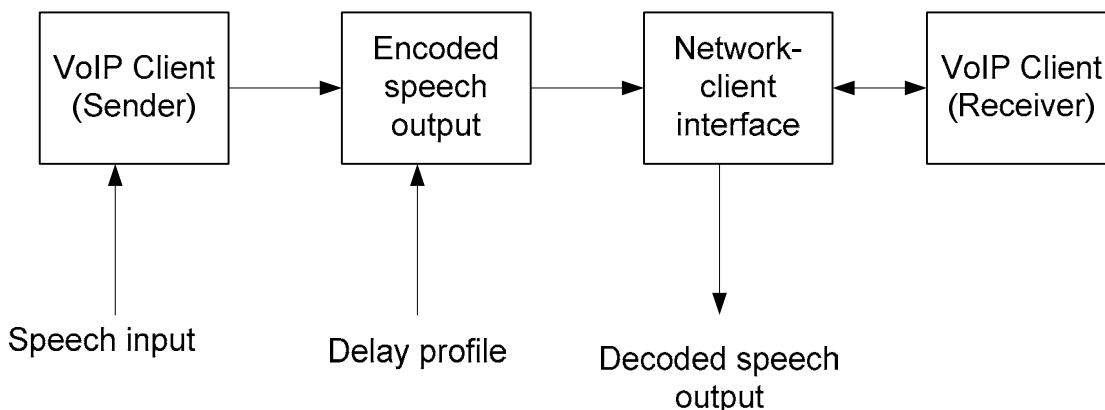 VoIP Client
(Sender)
Encoded
speech
output
Network-
client
interface
VoIP Client
(Receiver)
Speech input
Delay profile
Decoded speech
output